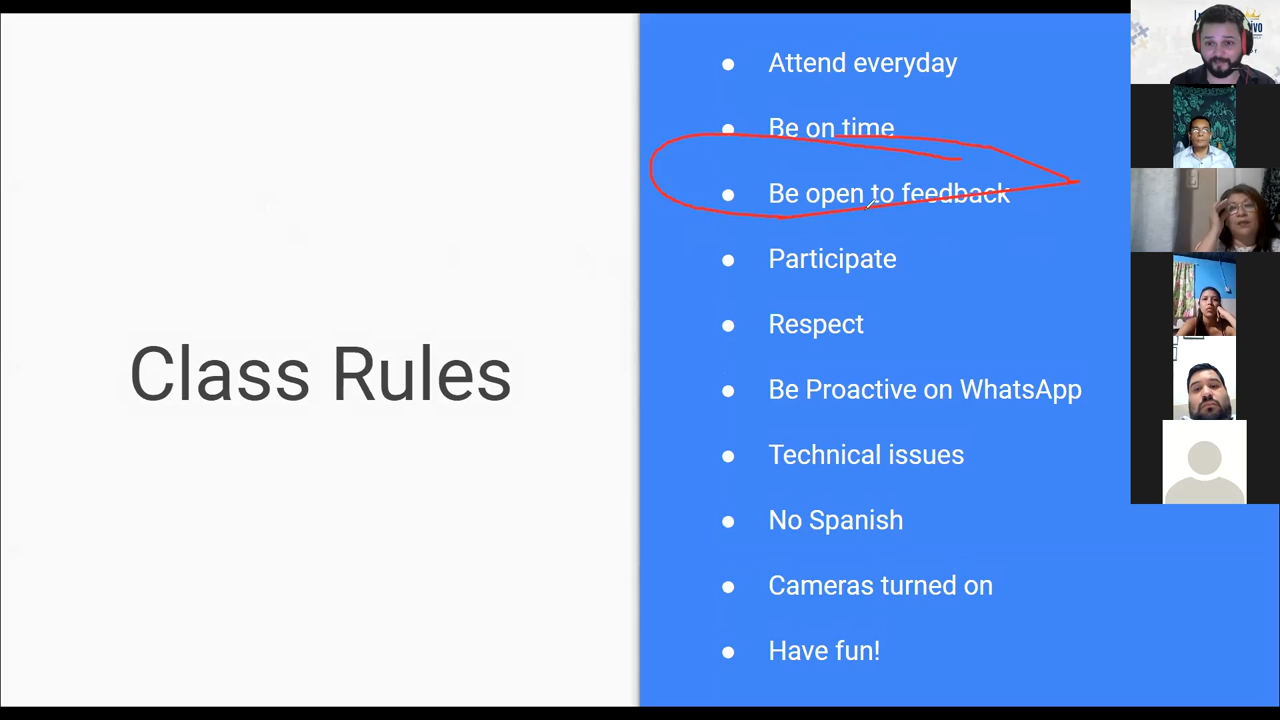 Class Rules
Attend everyday
Be on time
Be open to feedback
Participate
Respect
Be Proactive on WhatsApp
Technical issues
No Spanish
Cameras turned on
Have fun!